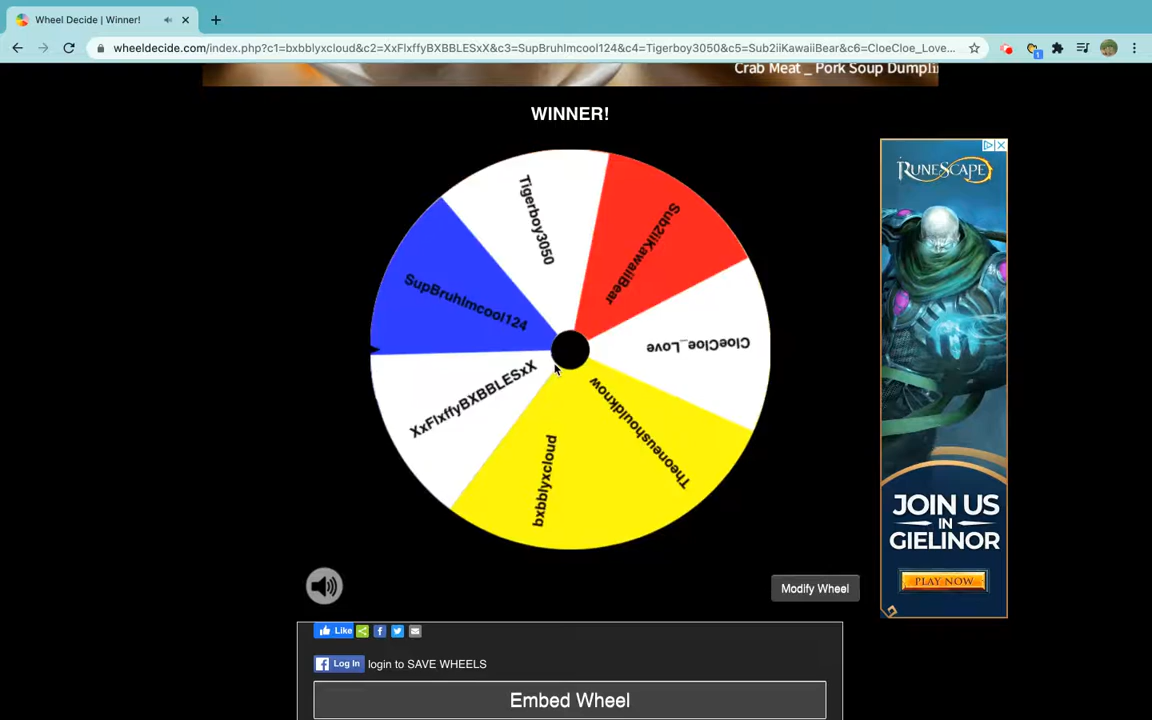 Wheel Decide | Winner!
wheeldecide.com/index.php?c1=bxbblyxcloud&c2=XxFlxffyBXBBLESxX&c3=SupBruhImcool124&c4=Tigerboy3050&c5=Sub2iiKawaiiBear&c6=CloeCloe_Love...
1
Crab Meat _ Pork Soup Dumplin
WINNER!
Tigerboy3050
Sub2iiKawaiiBear
SupBruhImcool124
CloeCloe_Love
XxFlxffyBXBBLESxX
Theoneushouldknow
bxbblyxcloud
RUNESCAPE
JOIN US
IN
GIELINOR
PLAY NOW
Modify Wheel
Like
Log In login to SAVE WHEELS
Embed Wheel